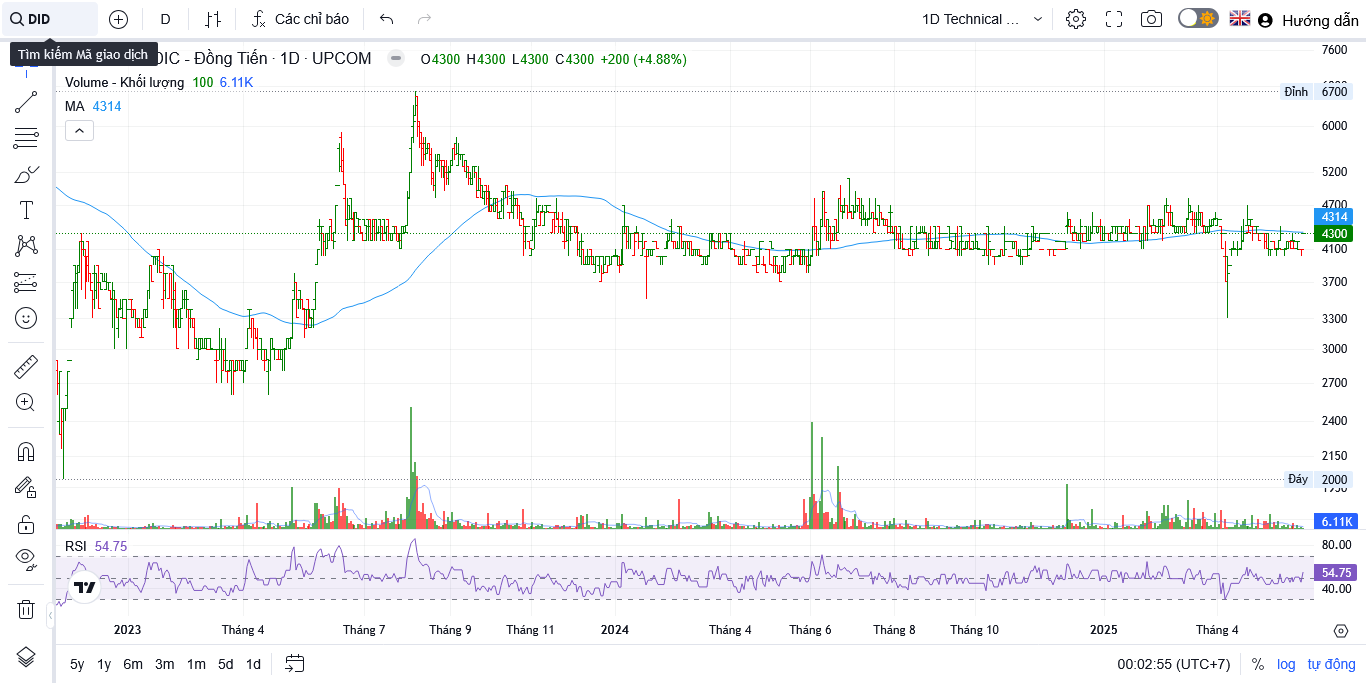 DID
D
Các chỉ báo
1D Technical ...
Hướng dẫn
Tìm kiếm Mã giao dịch
DIC - Đồng Tiến · 1D · UPCOM
O4300 H4300 L4300 C4300 +200 (+4.88%)
Volume - Khối lượng 100 6.11K
MA 4314
7600
Đỉnh 6700
6000
5200
4700
4314
4300
4100
3700
3300
3000
2700
2400
2150
Đáy 2000
6.11K
RSI 54.75
80.00
54.75
40.00
2023 Tháng 4 Tháng 7 Tháng 9 Tháng 11 2024 Tháng 4 Tháng 6 Tháng 8 Tháng 10 2025 Tháng 4
5y 1y 6m 3m 1m 5d 1d
00:02:55 (UTC+7) % log tự động